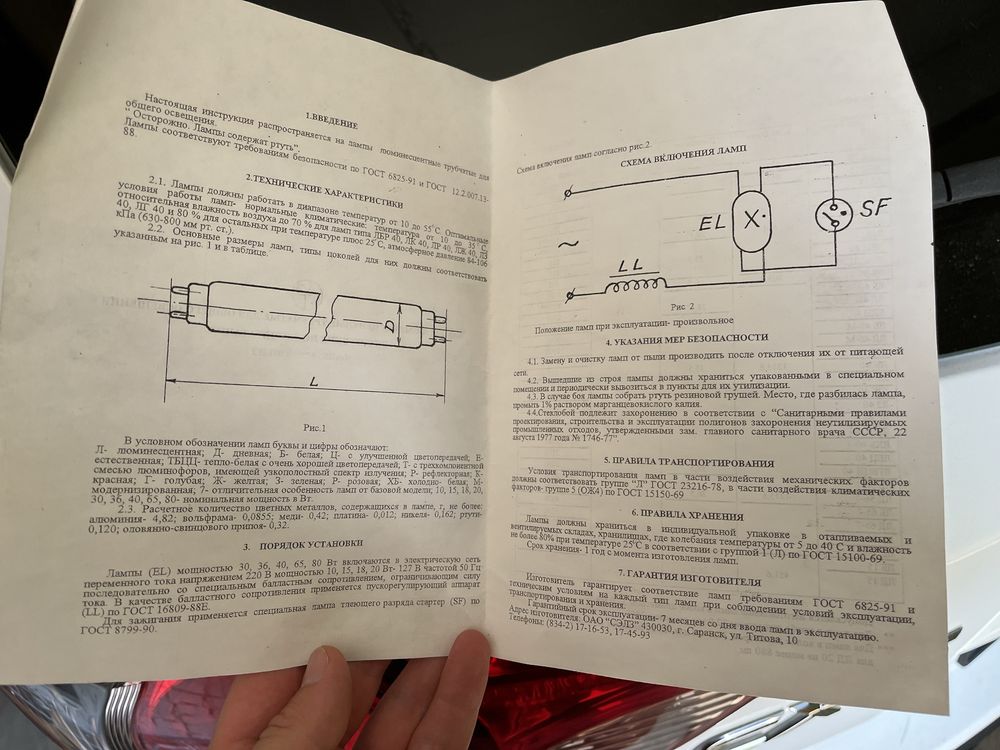 1.ВВЕДЕНИЕ
Настоящая инструкция распространяется на лампы люминесцентные трубчатые для
общего освещения.
" Осторожно. Лампы содержат ртуть".
Лампы соответствуют требованиям безопасности по ГОСТ 6825-91 и ГОСТ 12.2.007.13-
88.
2.ТЕХНИЧЕСКИЕ ХАРАКТЕРИСТИКИ
2.1. Лампы должны работать в диапазоне температур от 10 до 55°С. Оптимальные
условия работы ламп- нормальные климатические: температура от 10 до 35°С,
относительная влажность воздуха до 70 % для ламп типа ЛБР 40, ЛК 40, ЛР 40, ЛЖ 40, ЛЗ
40, ЛГ 40 и 80 % для остальных при температуре плюс 25°С, атмосферное давление 84-106
кПа (630-800 мм рт. ст.).
2.2. Основные размеры ламп, типы цоколей для них должны соответствовать
указанным на рис. 1 и в таблице.
D
L
Рис.1
В условном обозначении ламп буквы и цифры обозначают:
Л- люминесцентная; Д- дневная; Б- белая; Ц- с улучшенной цветопередачей; Е-
естественная; ТБЦЦ- тепло-белая с очень хорошей цветопередачей; Т- с трехкомпонентной
смесью люминофоров, имеющей узкополостный спектр излучения; Р- рефлекторная; К-
красная; Г- голубая; Ж- желтая; З- зеленая; Р- розовая; ХБ- холодно- белая; М-
модернизированная; 7- отличительная особенность ламп от базовой модели; 10, 15, 18, 20,
30, 36, 40, 65, 80- номинальная мощность в Вт.
2.3. Расчетное количество цветных металлов, содержащихся в лампе, г, не более:
алюминия- 4,82; вольфрама- 0,0855; меди- 0,42; платина- 0,012; никеля- 0,162; ртути-
0,120; оловянно-свинцового припоя- 0,32.
3. ПОРЯДОК УСТАНОВКИ
Лампы (EL) мощностью 30, 36, 40, 65, 80 Вт включаются в электрическую сеть
переменного тока напряжением 220 В мощностью 10, 15, 18, 20 Вт- 127 В частотой 50 Гц
последовательно со специальным балластным сопротивлением, ограничивающим силу
тока. В качестве балластного сопротивления применяется пускорегулирующий аппарат
(LL) по ГОСТ 16809-88Е.
Для зажигания применяется специальная лампа тлеющего разряда стартер (SF) по
ГОСТ 8799-90.
Схема включения ламп согласно рис.2.
СХЕМА ВКЛЮЧЕНИЯ ЛАМП
EL
SF
~
LL
Рис 2
Положение ламп при эксплуатации- произвольное
4. УКАЗАНИЯ МЕР БЕЗОПАСНОСТИ
4.1. Замену и очистку ламп от пыли производить после отключения их от питающей
сети.
4.2. Вышедшие из строя лампы должны храниться упакованными в специальном
помещении и периодически вывозиться в пункты для их утилизации.
4.3. В случае боя лампы собрать ртуть резиновой грушей. Место, где разбилась лампа,
промыть 1% раствором марганцевокислого калия.
4.4.Стеклобой подлежит захоронению в соответствии с "Санитарными правилами
проектирования, строительства и эксплуатации полигонов захоронения неутилизируемых
промышленных отходов, утвержденным зам. главного санитарного врача СССР, 22
августа 1977 года № 1746-77".
5. ПРАВИЛА ТРАНСПОРТИРОВАНИЯ
Условия транспортирования ламп в части воздействия механических факторов
должны соответствовать группе "Л" ГОСТ 23216-78, в части воздействия климатических
факторов- группе 5 (ОЖ4) по ГОСТ 15150-69
6. ПРАВИЛА ХРАНЕНИЯ
Лампы должны храниться в индивидуальной упаковке в отапливаемых и
вентилируемых складах, хранилищах, где колебания температуры от 5 до 40 С и влажность
не более 80% при температуре 25°С в соответствии с группой 1 (Л) по ГОСТ 15100-69.
Срок хранения- 1 год с момента изготовления ламп.
7. ГАРАНТИЯ ИЗГОТОВИТЕЛЯ
Изготовитель гарантирует соответствие ламп требованиям ГОСТ 6825-91 и
техническим условиям на каждый тип ламп при соблюдении условий эксплуатации,
транспортирования и хранения.
Гарантийный срок эксплуатации- 7 месяцев со дня ввода ламп в эксплуатацию.
Адрес изготовителя: ОАО "СЭЛЗ" 430030, г. Саранск, ул. Титова, 10
Телефоны: (834-2) 17-16-53, 17-45-93